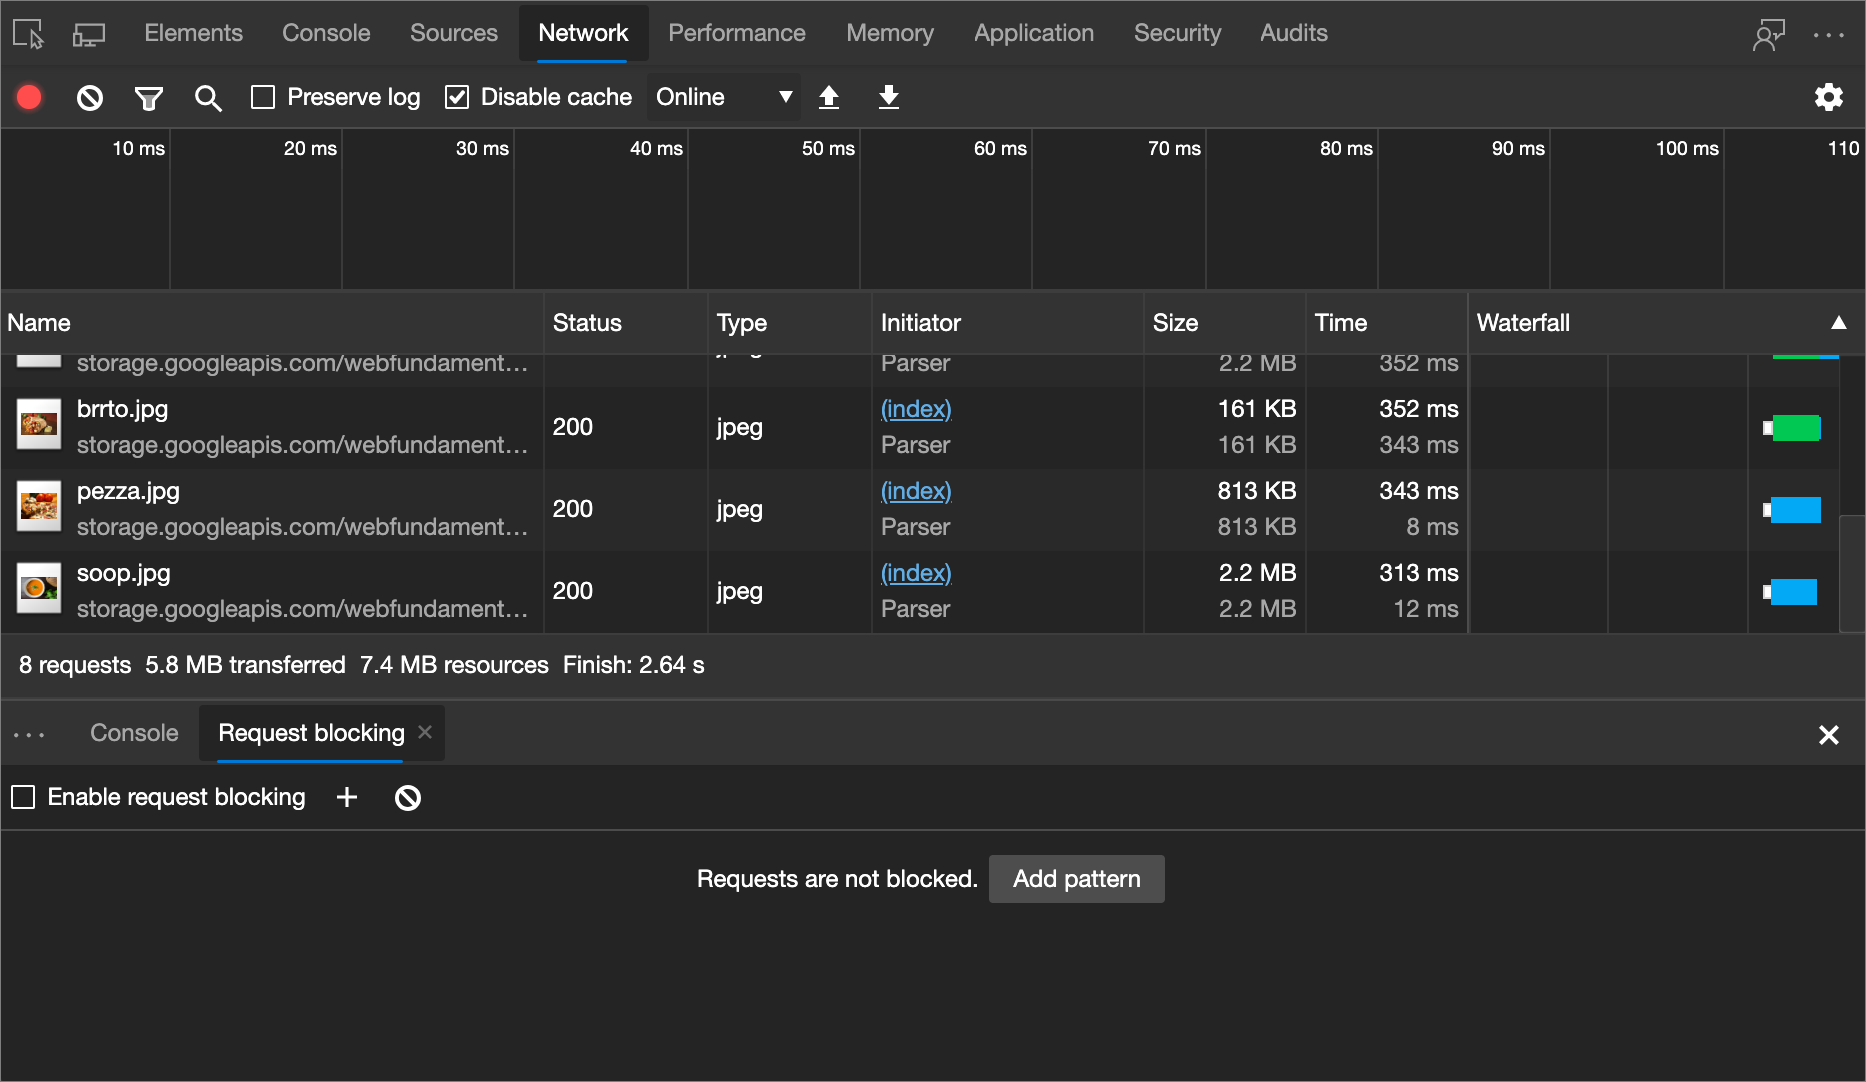 Elements Console Sources Network Performance Memory Application Security Audits
Preserve log Disable cache Online
10 ms 20 ms 30 ms 40 ms 50 ms 60 ms 70 ms 80 ms 90 ms 100 ms 110
Name Status Type Initiator Size Time Waterfall
storage.googleapis.com/webfundament… Parser 2.2 MB 352 ms
brrto.jpg 200 jpeg (index) 161 KB 352 ms
storage.googleapis.com/webfundament… Parser 161 KB 343 ms
pezza.jpg 200 jpeg (index) 813 KB 343 ms
storage.googleapis.com/webfundament… Parser 813 KB 8 ms
soop.jpg 200 jpeg (index) 2.2 MB 313 ms
storage.googleapis.com/webfundament… Parser 2.2 MB 12 ms
8 requests 5.8 MB transferred 7.4 MB resources Finish: 2.64 s
Console Request blocking
Enable request blocking
Requests are not blocked. Add pattern